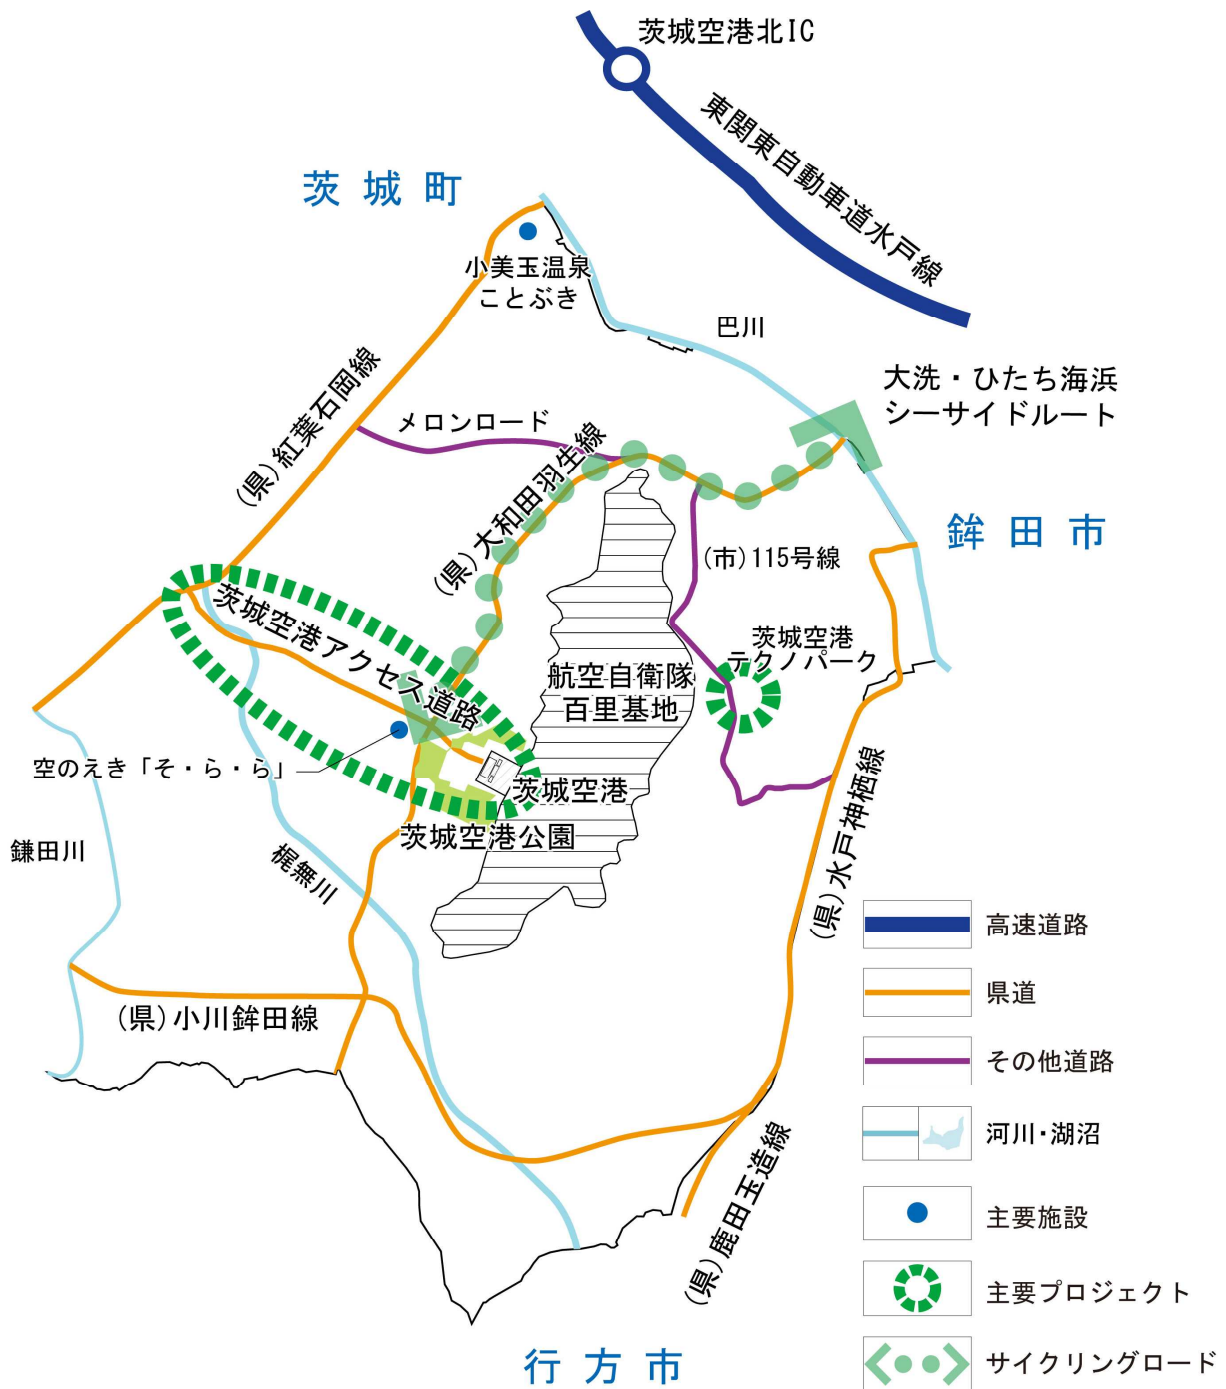 茨城空港北IC
東関東自動車道水戸線
茨城町
小美玉温泉
ことぶき
巴川
大洗・ひたち海浜
シーサイドルート
(県)紅葉石岡線
メロンロード
(県)大和田羽生線
鉾田市
(市)115号線
茨城空港アクセス道路
茨城空港
テクノパーク
航空自衛隊
百里基地
空のえき「そ・ら・ら」
茨城空港
茨城空港公園
鎌田川
梶無川
(県)水戸神栖線
(県)小川鉾田線
(県)鹿田玉造線
行方市
高速道路
県道
その他道路
河川・湖沼
主要施設
主要プロジェクト
サイクリングロード